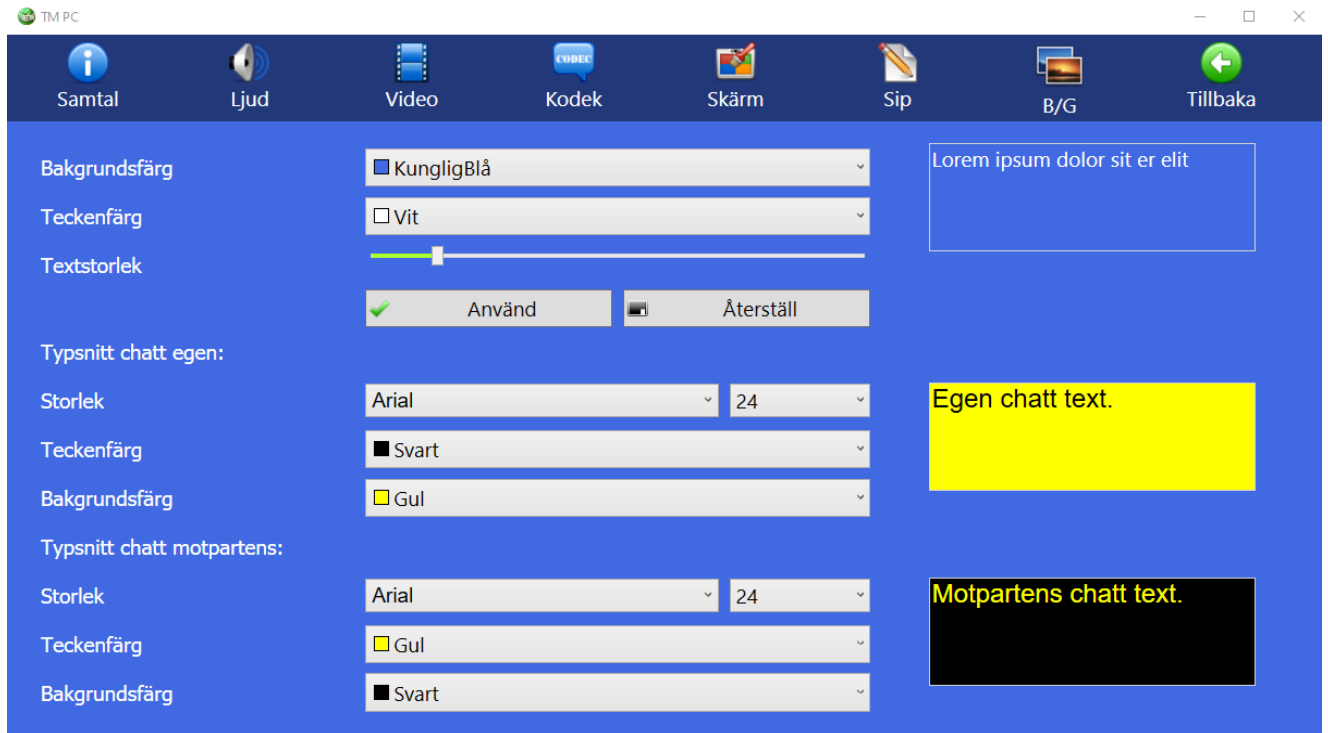 TM PC
Samtal Ljud Video CODEC Kodek Skärm Sip B/G Tillbaka
Bakgrundsfärg KungligBlå Lorem ipsum dolor sit er elit
Teckenfärg Vit
Textstorlek
Använd Återställ
Typsnitt chatt egen:
Storlek Arial 24 Egen chatt text.
Teckenfärg Svart
Bakgrundsfärg Gul
Typsnitt chatt motpartens:
Storlek Arial 24 Motpartens chatt text.
Teckenfärg Gul
Bakgrundsfärg Svart